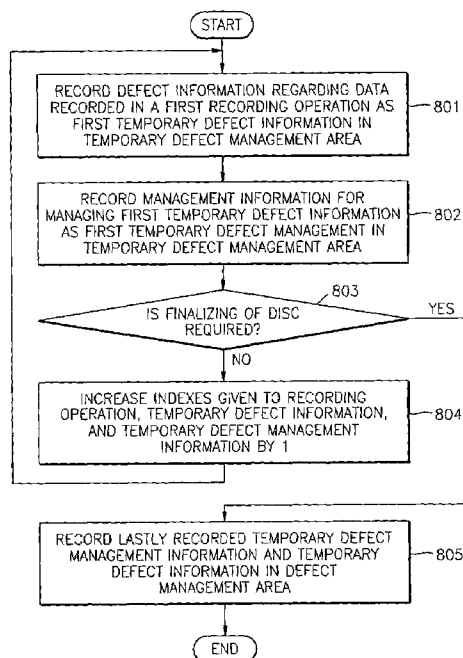 START
RECORD DEFECT INFORMATION REGARDING DATA
RECORDED IN A FIRST RECORDING OPERATION AS
FIRST TEMPORARY DEFECT INFORMATION IN
TEMPORARY DEFECT MANAGEMENT AREA
801
RECORD MANAGEMENT INFORMATION FOR
MANAGING FIRST TEMPORARY DEFECT INFORMATION
AS FIRST TEMPORARY DEFECT MANAGEMENT IN
TEMPORARY DEFECT MANAGEMENT AREA
802
803
IS FINALIZING OF DISC
REQUIRED?
YES
NO
INCREASE INDEXES GIVEN TO RECORDING
OPERATION, TEMPORARY DEFECT INFORMATION,
AND TEMPORARY DEFECT MANAGEMENT
INFORMATION BY 1
804
RECORD LASTLY RECORDED TEMPORARY DEFECT
MANAGEMENT INFORMATION AND TEMPORARY
DEFECT INFORMATION IN DEFECT
MANAGEMENT AREA
805
END